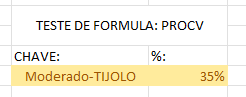 TESTE DE FORMULA: PROCV
CHAVE: %:
Moderado-TIJOLO 35%